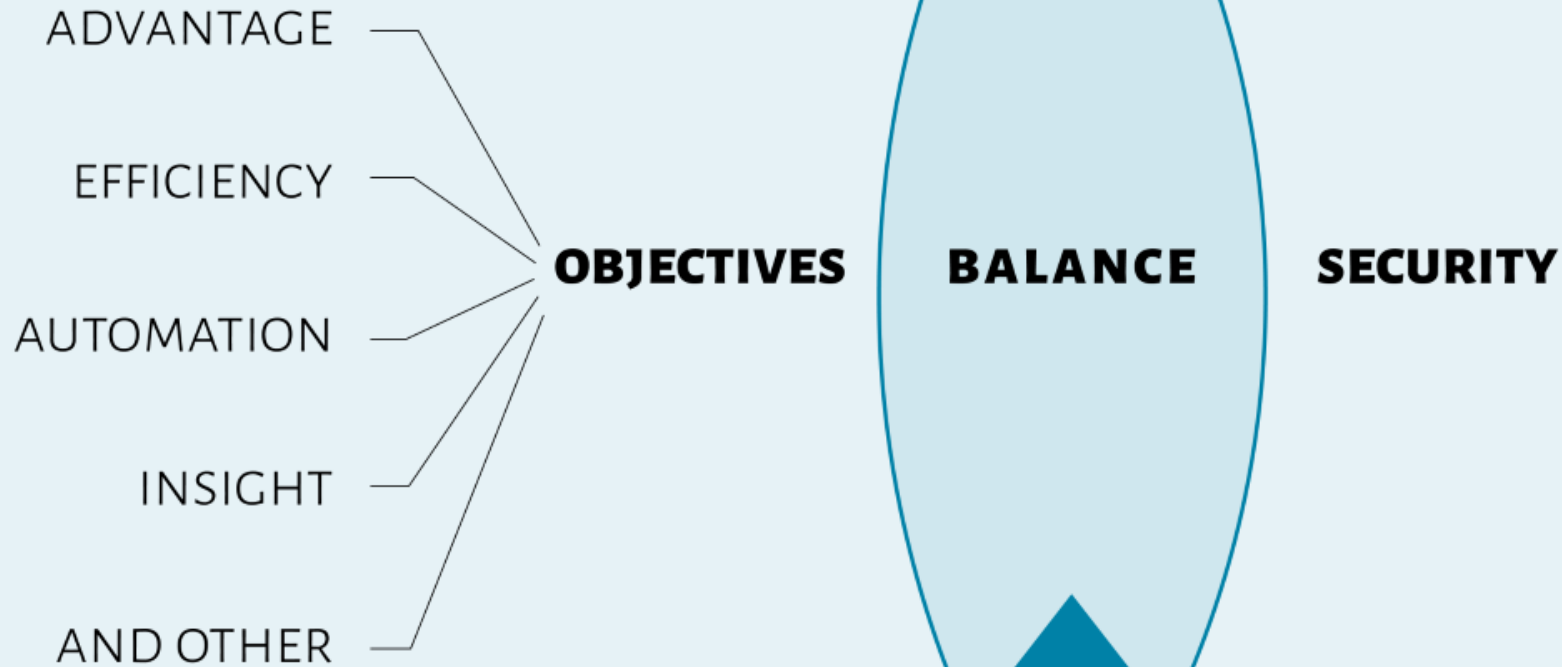 ADVANTAGE
EFFICIENCY
AUTOMATION
INSIGHT
AND OTHER
OBJECTIVES
BALANCE
SECURITY